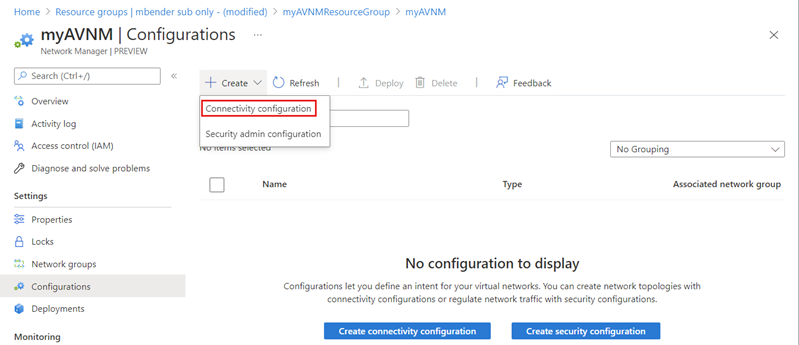 Home > Resource groups | mbender sub only - (modified) > myAVNMResourceGroup > myAVNM
myAVNM | Configurations ...
Network Manager | PREVIEW
Search (Ctrl+/)
Overview
Activity log
Access control (IAM)
Diagnose and solve problems
Settings
Properties
Locks
Network groups
Configurations
Deployments
Monitoring
Create Refresh Deploy Delete Feedback
Connectivity configuration
Security admin configuration
No items selected
No Grouping
Name Type Associated network group
No configuration to display
Configurations let you define an intent for your virtual networks. You can create network topologies with
connectivity configurations or regulate network traffic with security configurations.
Create connectivity configuration Create security configuration